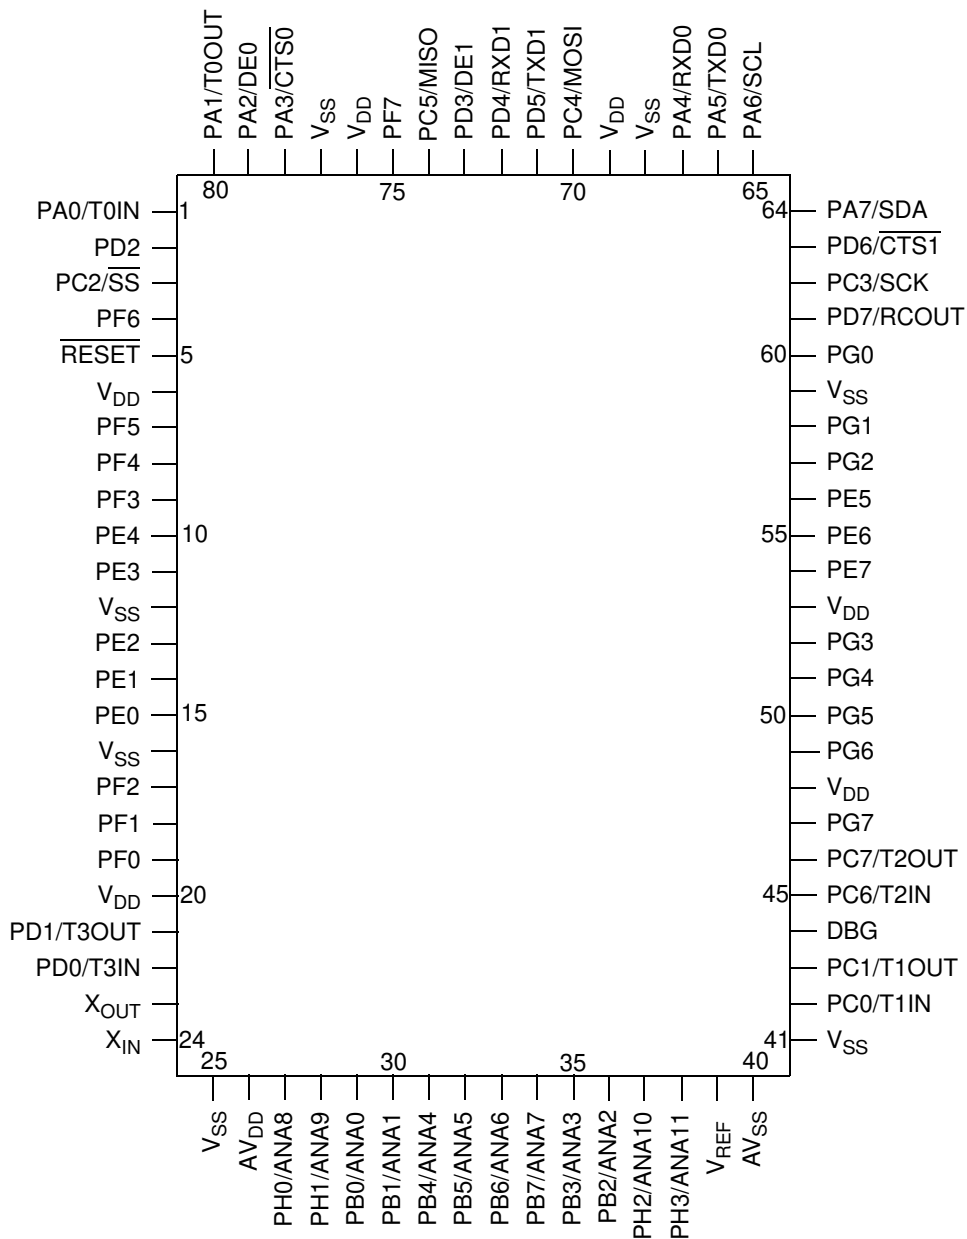 PA1/T0OUT
PA2/DE0
PA3/CTS0
VSS
VDD
PF7
PC5/MISO
PD3/DE1
PD4/RXD1
PD5/TXD1
PC4/MOSI
VDD
VSS
PA4/RXD0
PA5/TXD0
PA6/SCL
80 75 70 65
PA0/T0IN 1 64 PA7/SDA
PD2 PD6/CTS1
PC2/SS PC3/SCK
PF6 PD7/RCOUT
RESET 5 60 PG0
VDD VSS
PF5 PG1
PF4 PG2
PF3 PE5
PE4 10 55 PE6
PE3 PE7
VSS VDD
PE2 PG3
PE1 PG4
PE0 15 50 PG5
VSS PG6
PF2 VDD
PF1 PG7
PF0 PC7/T2OUT
VDD 20 45 PC6/T2IN
PD1/T3OUT DBG
PD0/T3IN PC1/T1OUT
XOUT PC0/T1IN
XIN 24 41 VSS
25 30 35 40
VSS
AVDD
PH0/ANA8
PH1/ANA9
PB0/ANA0
PB1/ANA1
PB4/ANA4
PB5/ANA5
PB6/ANA6
PB7/ANA7
PB3/ANA3
PB2/ANA2
PH2/ANA10
PH3/ANA11
VREF
AVSS